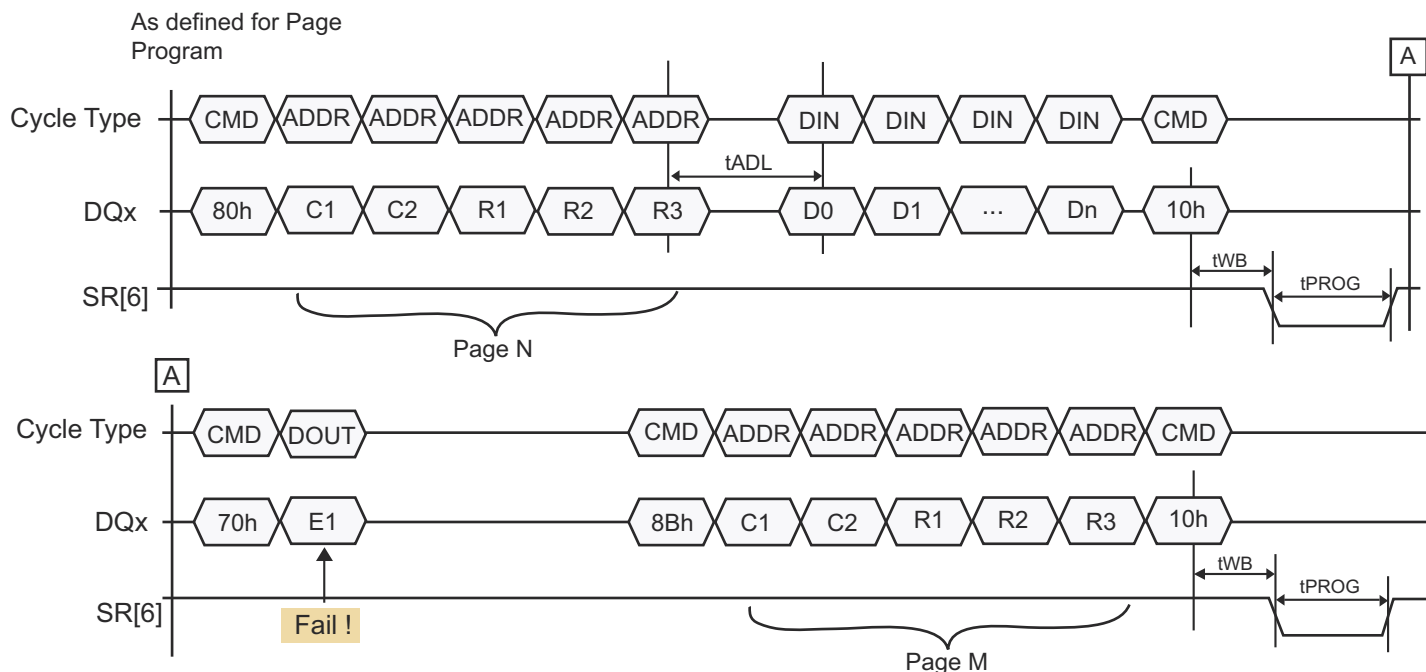 As defined for Page
Program
A
Cycle Type CMD ADDR ADDR ADDR ADDR ADDR DIN DIN DIN DIN CMD
tADL
DQx 80h C1 C2 R1 R2 R3 D0 D1 ... Dn 10h
tWB
tPROG
SR[6]
Page N
A
Cycle Type CMD DOUT CMD ADDR ADDR ADDR ADDR ADDR CMD
DQx 70h E1 8Bh C1 C2 R1 R2 R3 10h
tWB
tPROG
SR[6]
Fail !
Page M